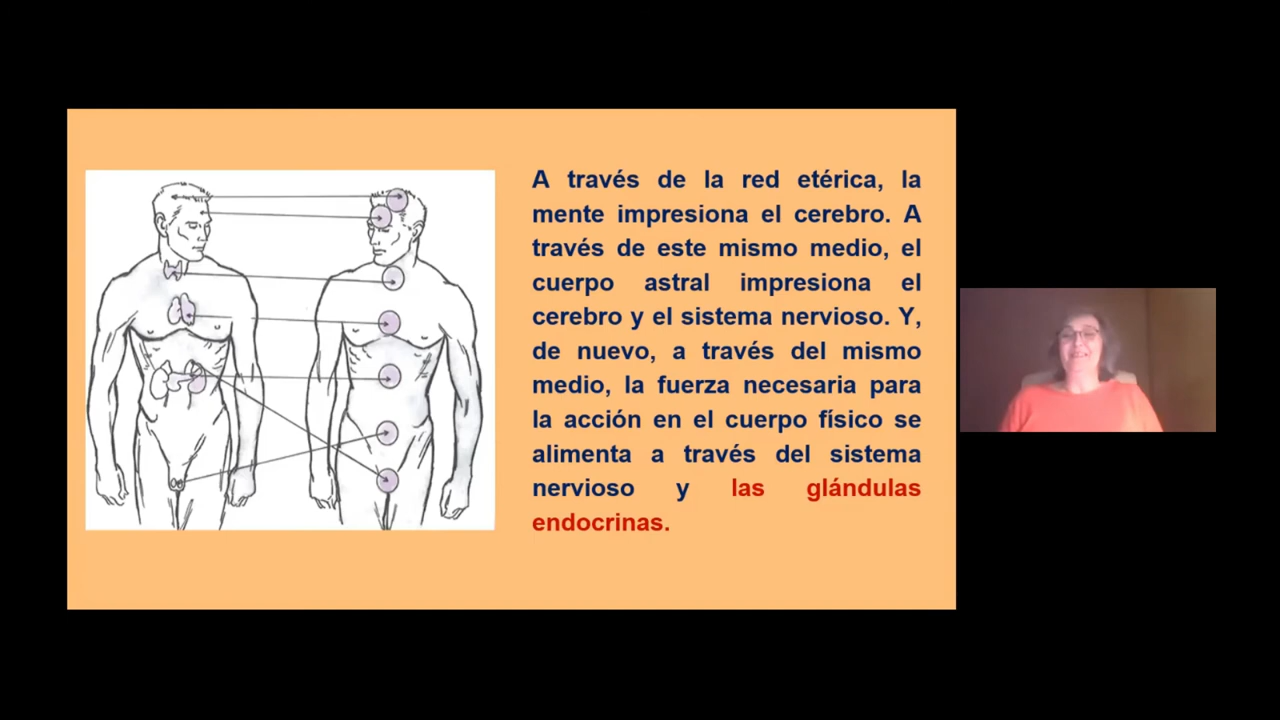 A través de la red etérica, la
mente impresiona el cerebro. A
través de este mismo medio, el
cuerpo astral impresiona el
cerebro y el sistema nervioso. Y,
de nuevo, a través del mismo
medio, la fuerza necesaria para
la acción en el cuerpo físico se
alimenta a través del sistema
nervioso y las glándulas
endocrinas.